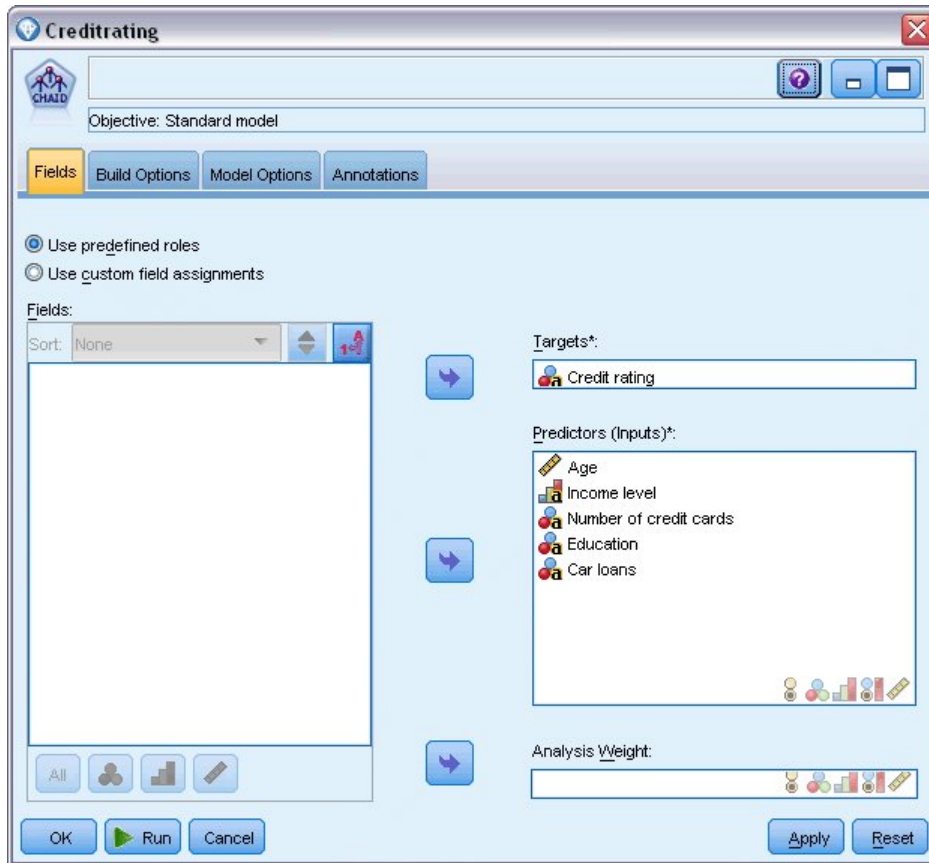 Creditrating
CHAID
Objective: Standard model
Fields Build Options Model Options Annotations
Use predefined roles
Use custom field assignments
Fields:
Sort: None
Targets*:
Credit rating
Predictors (Inputs)*:
Age
Income level
Number of credit cards
Education
Car loans
Analysis Weight:
All
OK Run Cancel Apply Reset